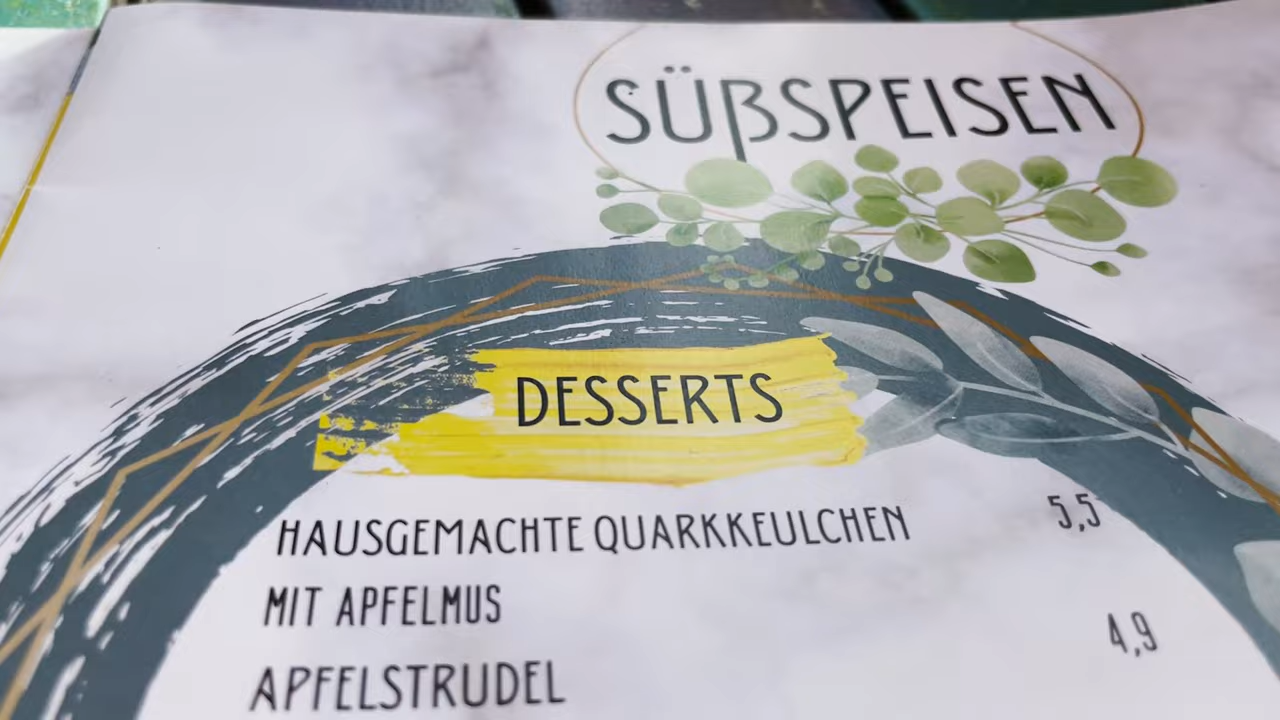 SÜßSPEISEN
DESSERTS
HAUSGEMACHTE QUARKKEULCHEN 5,5
MIT APFELMUS
APFELSTRUDEL 4,9